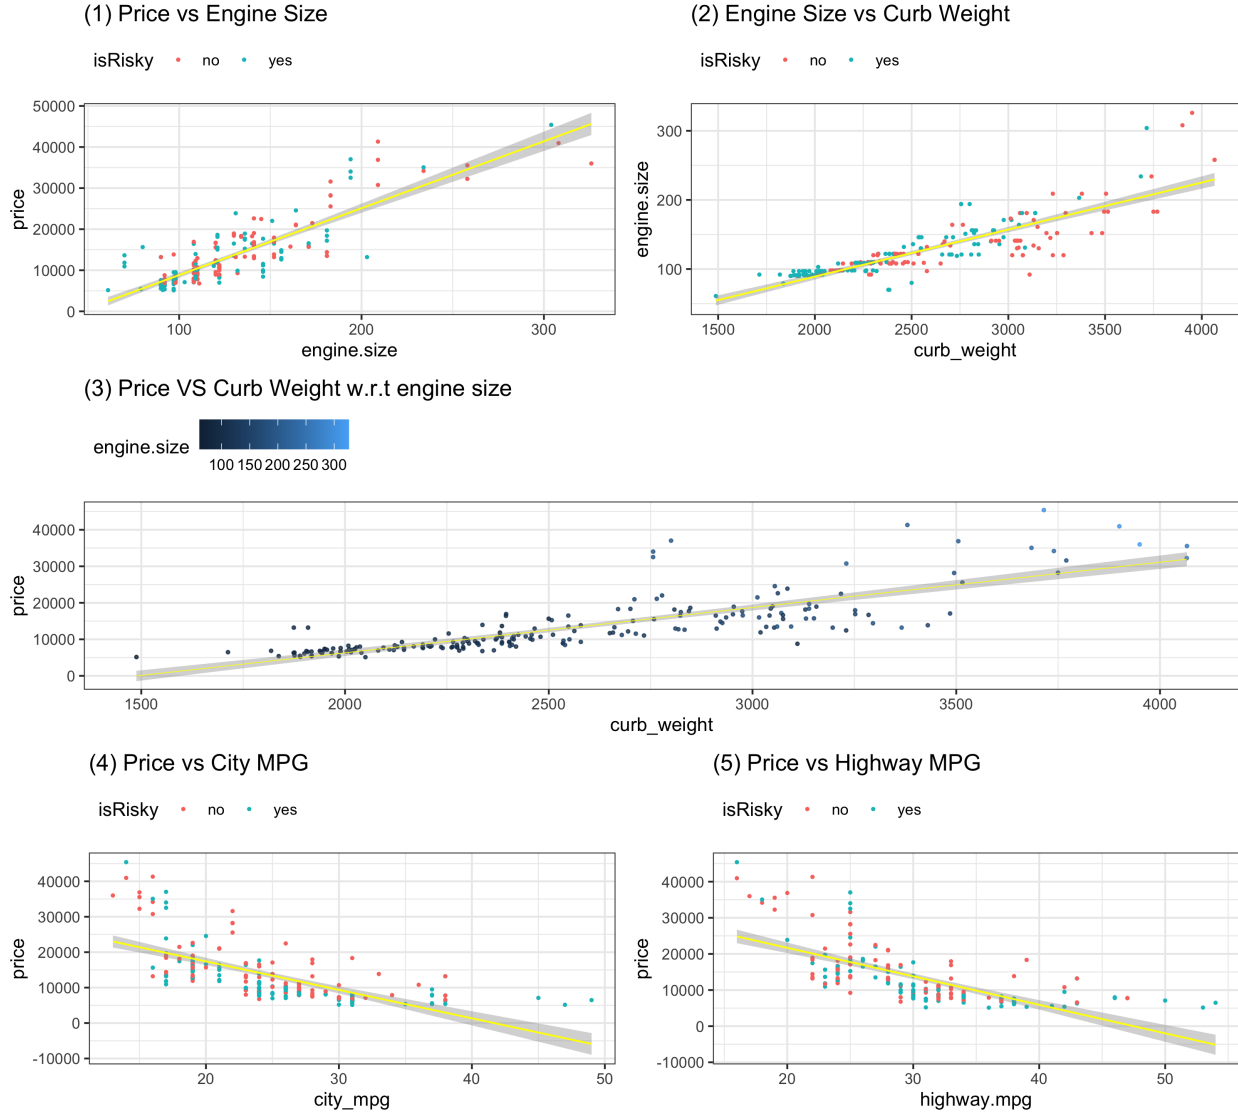 (1) Price vs Engine Size
isRisky no yes
50000
40000
30000
20000
10000
0
price
100 200 300
engine.size
(2) Engine Size vs Curb Weight
isRisky no yes
300
200
100
engine.size
1500 2000 2500 3000 3500 4000
curb_weight
(3) Price VS Curb Weight w.r.t engine size
engine.size
100 150 200 250 300
40000
30000
20000
10000
0
price
1500 2000 2500 3000 3500 4000
curb_weight
(4) Price vs City MPG
isRisky no yes
40000
30000
20000
10000
0
-10000
price
20 30 40 50
city_mpg
(5) Price vs Highway MPG
isRisky no yes
40000
30000
20000
10000
0
-10000
price
20 30 40 50
highway.mpg